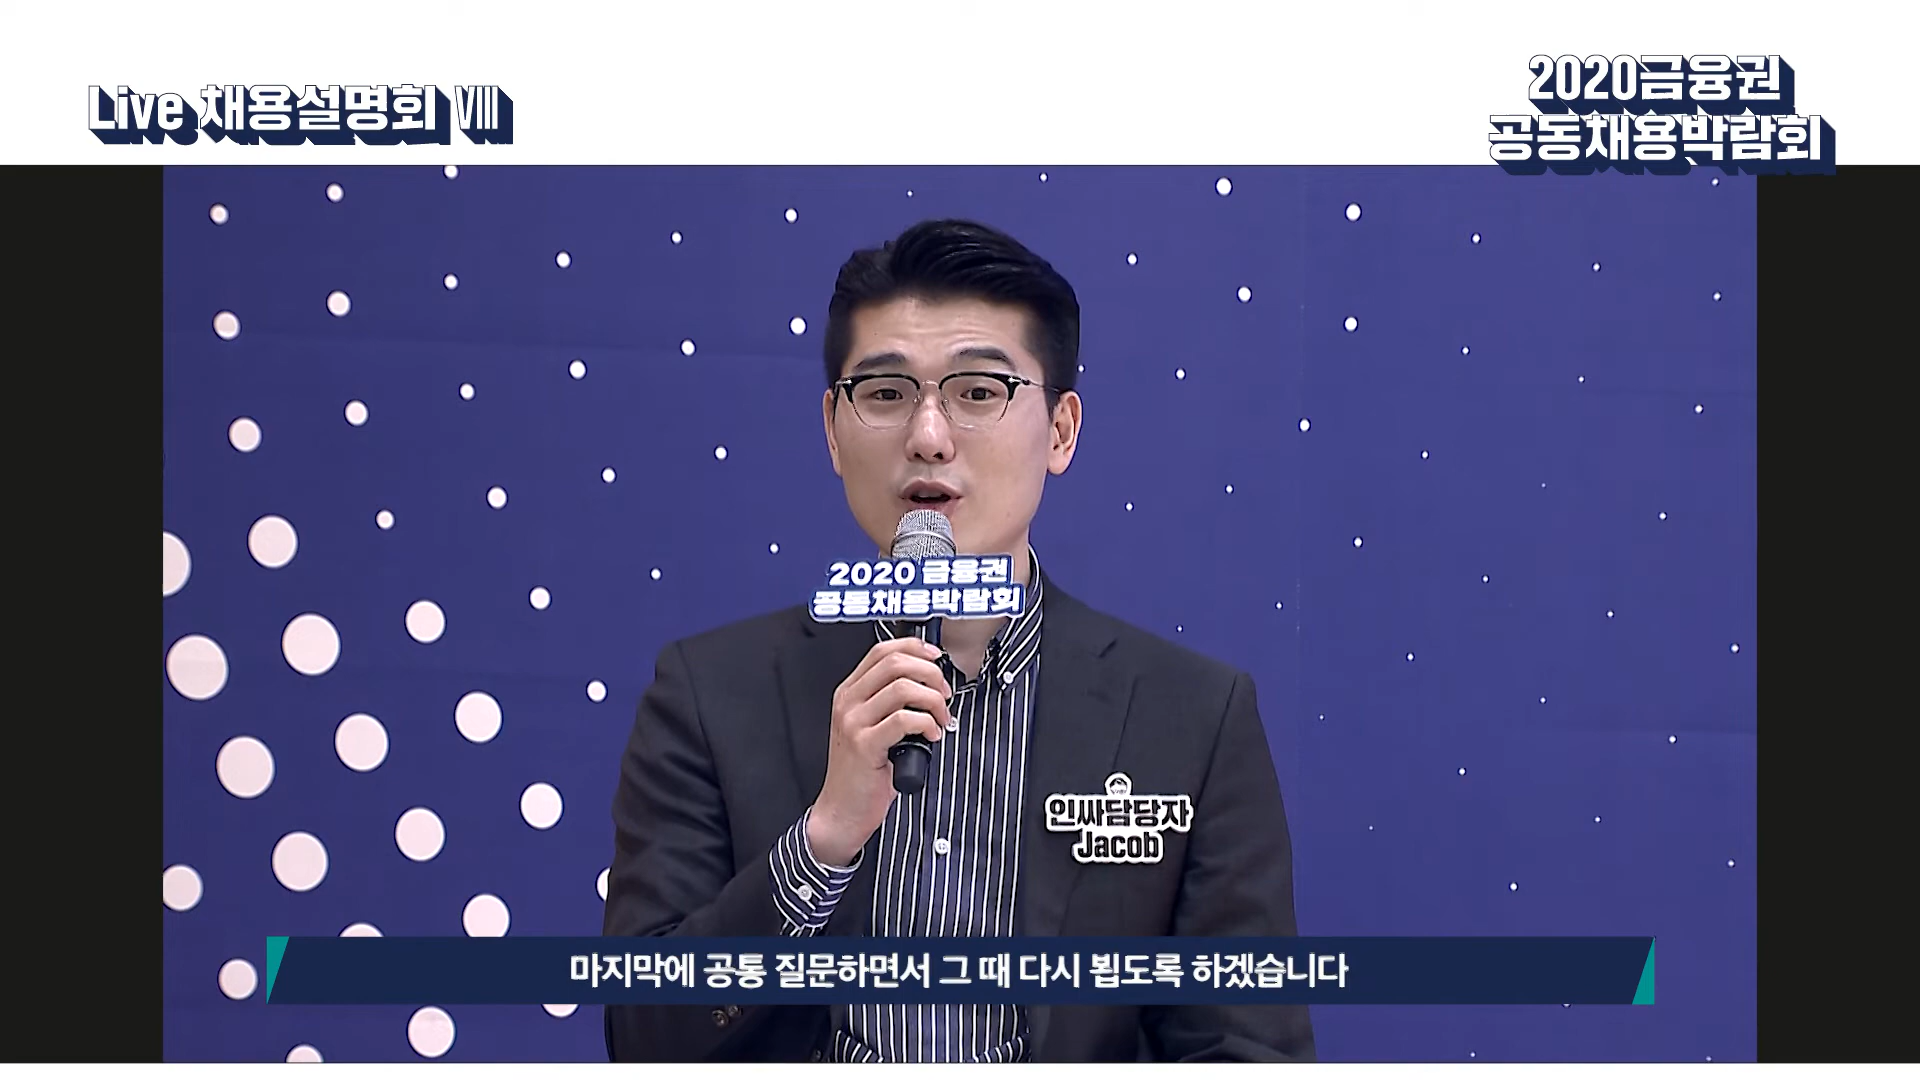 Live 채용설명회 Ⅷ
2020금융권
공동채용박람회
2020 금융권
공동채용박람회
인싸담당자
Jacob
마지막에 공통 질문하면서 그 때 다시 뵙도록 하겠습니다